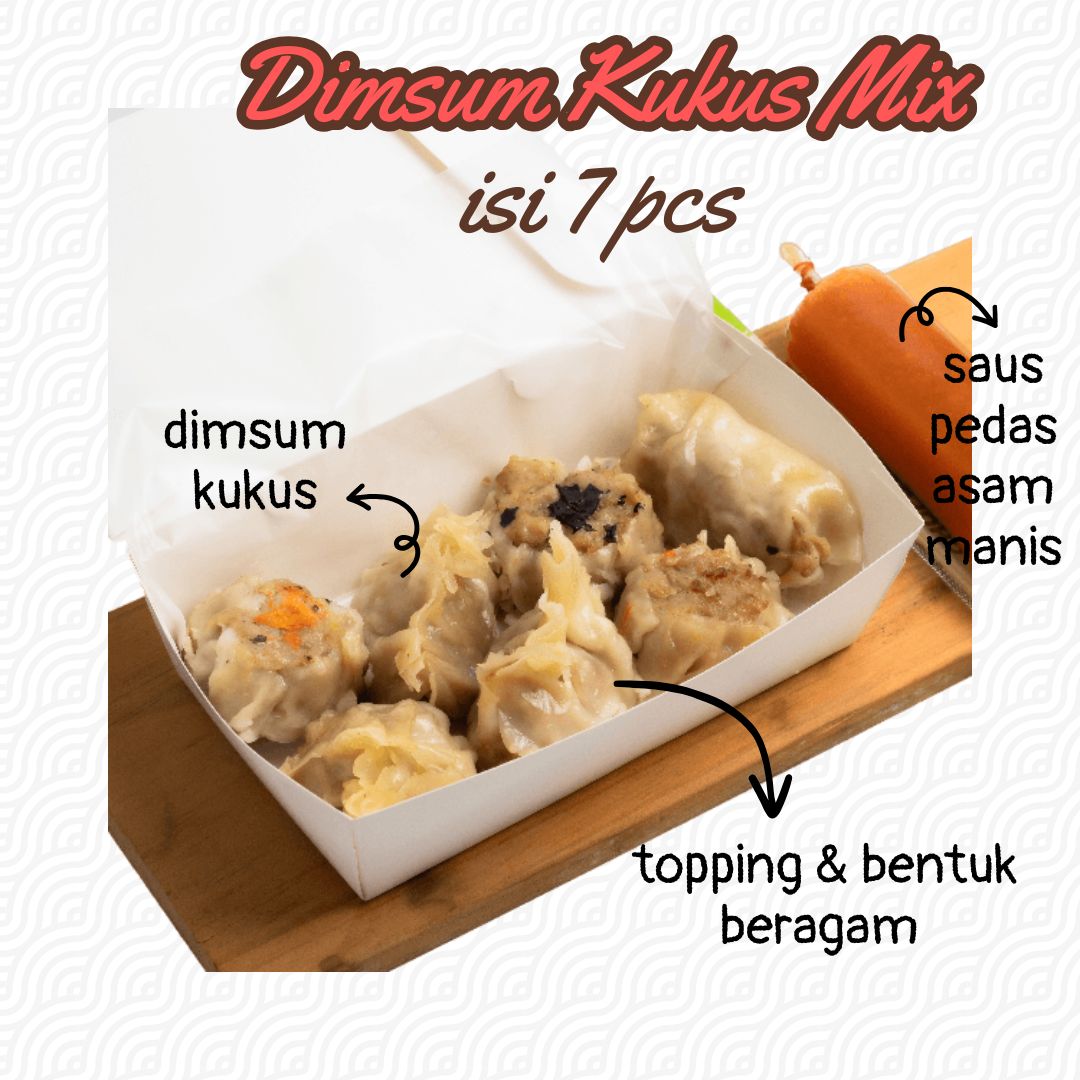 Dimsum Kukus Mix
isi 7 pcs
saus
pedas
asam
manis
dimsum
kukus
topping & bentuk
beragam